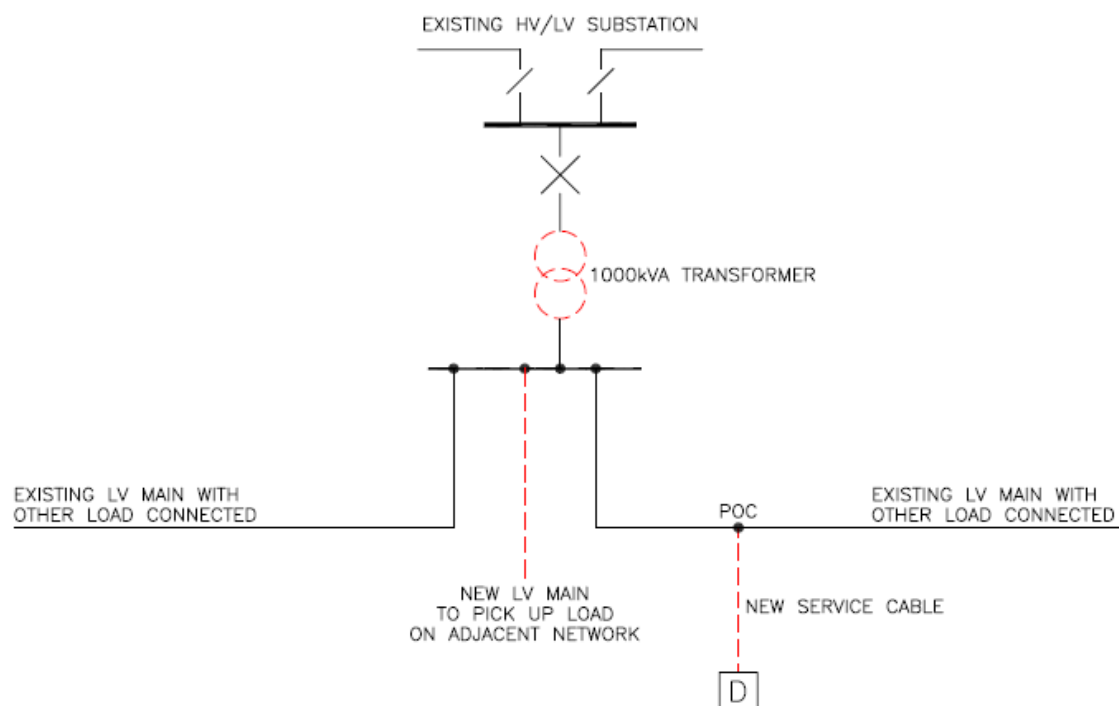 EXISTING HV/LV SUBSTATION
1000kVA TRANSFORMER
EXISTING LV MAIN WITH
OTHER LOAD CONNECTED
POC
EXISTING LV MAIN WITH
OTHER LOAD CONNECTED
NEW LV MAIN
TO PICK UP LOAD
ON ADJACENT NETWORK
NEW SERVICE CABLE
D